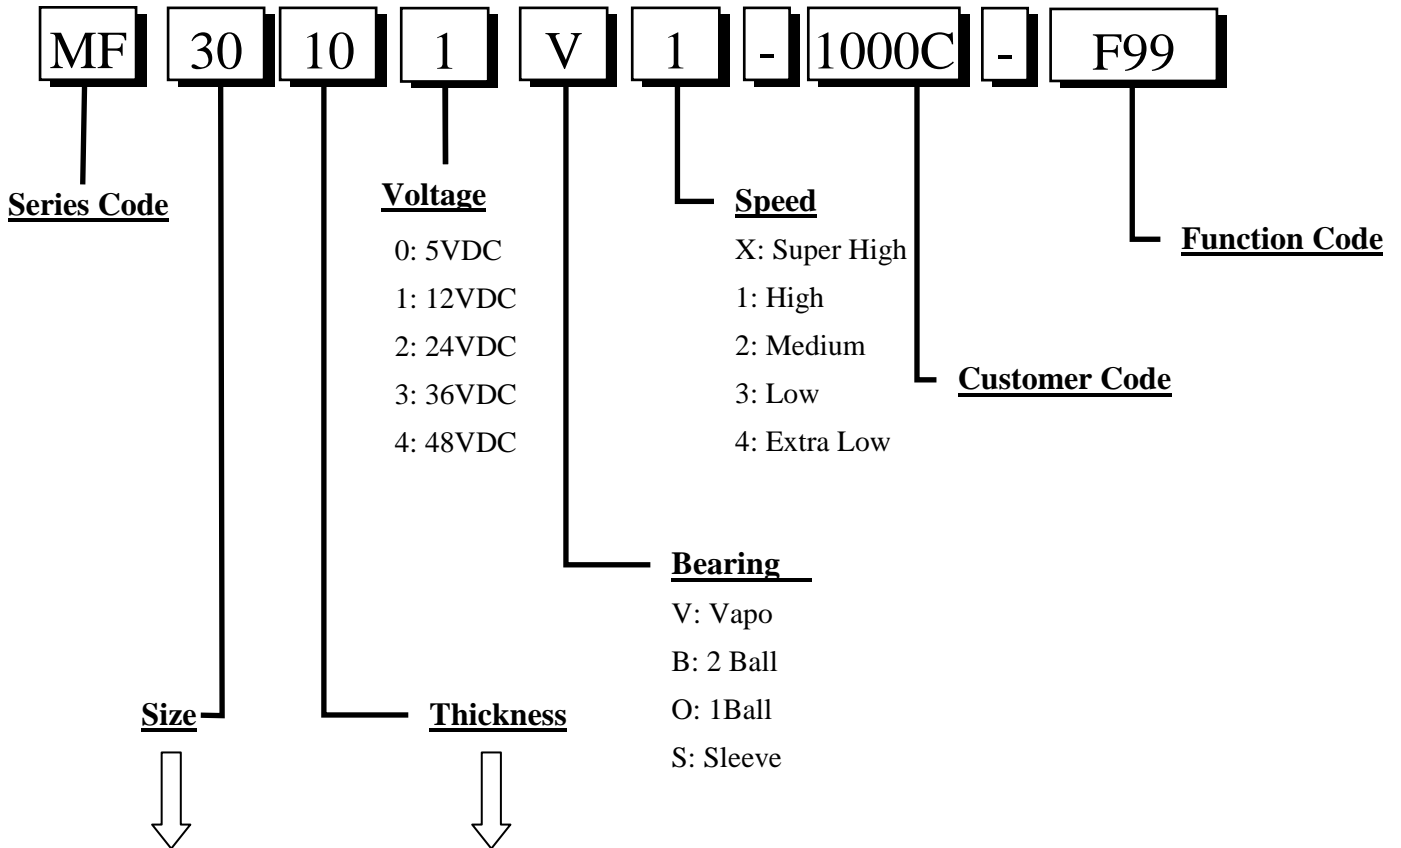 MF 30 10 1 V 1 - 1000C - F99
Series Code
Voltage
0: 5VDC
1: 12VDC
2: 24VDC
3: 36VDC
4: 48VDC
Speed
X: Super High
1: High
2: Medium
3: Low
4: Extra Low
Function Code
Customer Code
Bearing
V: Vapo
B: 2 Ball
O: 1Ball
S: Sleeve
Size
Thickness